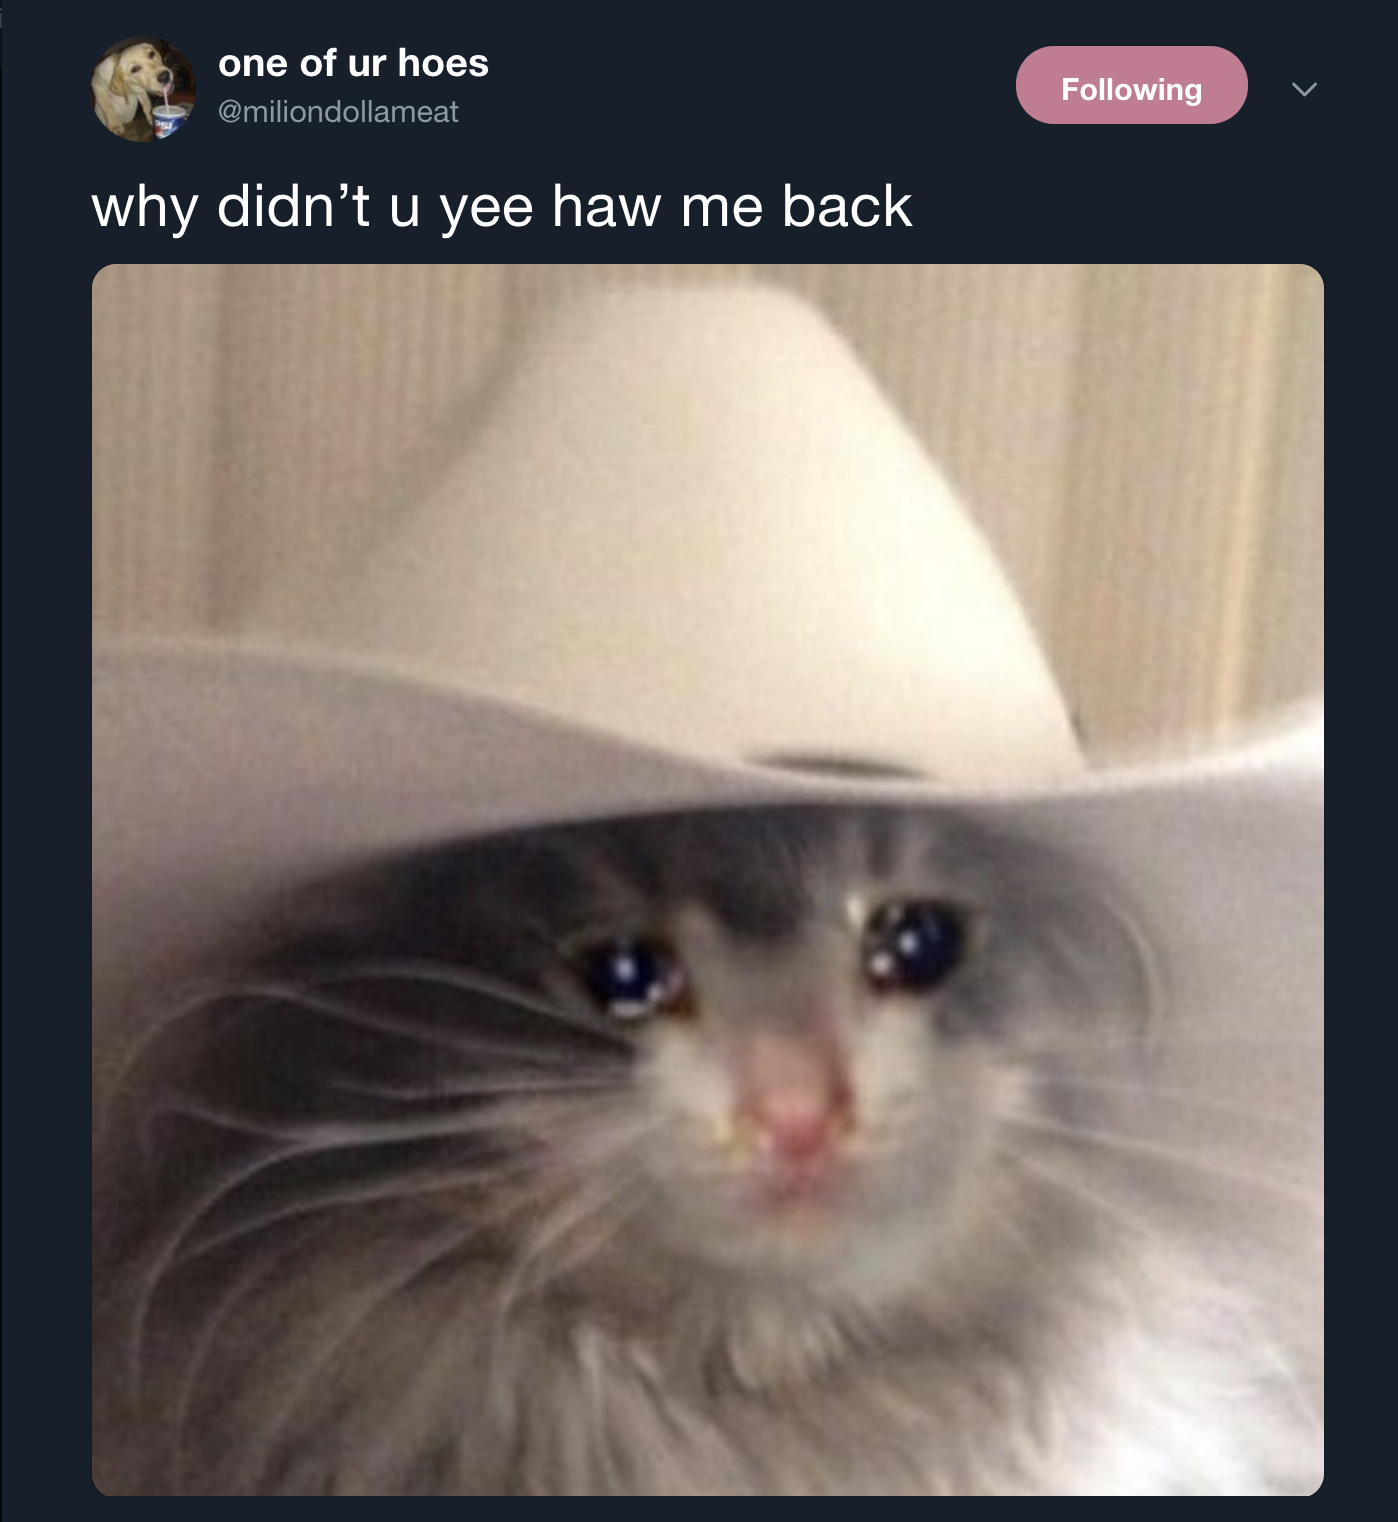 one of ur hoes
@miliondollameat
Following
why didn’t u yee haw me back